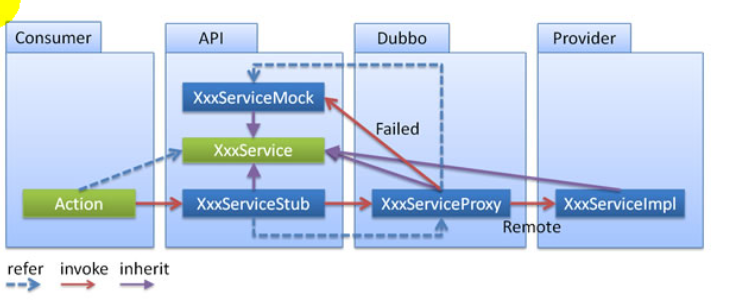 Consumer
API
Dubbo
Provider
XxxServiceMock
Failed
XxxService
Action
XxxServiceStub
XxxServiceProxy
XxxServiceImpl
Remote
refer
invoke
inherit